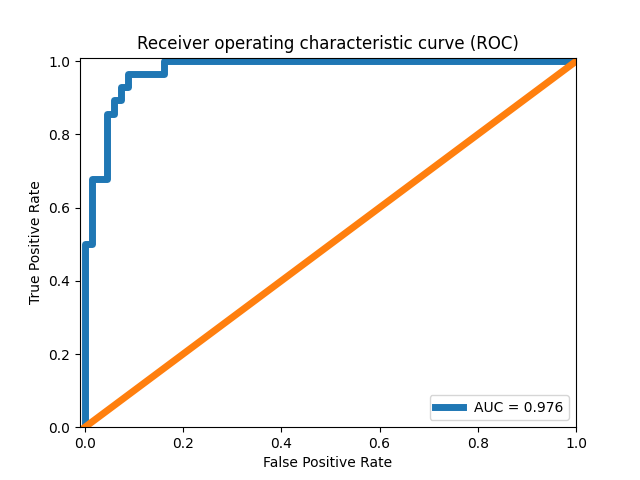 Receiver operating characteristic curve (ROC)
1.0
0.8
0.6
0.4
0.2
0.0
True Positive Rate
AUC = 0.976
0.0 0.2 0.4 0.6 0.8 1.0
False Positive Rate